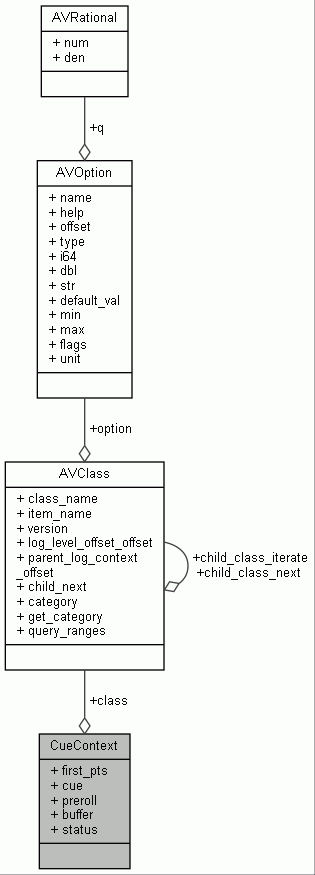 AVRational
+ num
+ den
+q
AVOption
+ name
+ help
+ offset
+ type
+ i64
+ dbl
+ str
+ default_val
+ min
+ max
+ flags
+ unit
+option
AVClass
+ class_name
+ item_name
+ version
+ log_level_offset_offset
+ parent_log_context
_offset
+ child_next
+ category
+ get_category
+ query_ranges
+child_class_iterate
+child_class_next
+class
CueContext
+ first_pts
+ cue
+ preroll
+ buffer
+ status